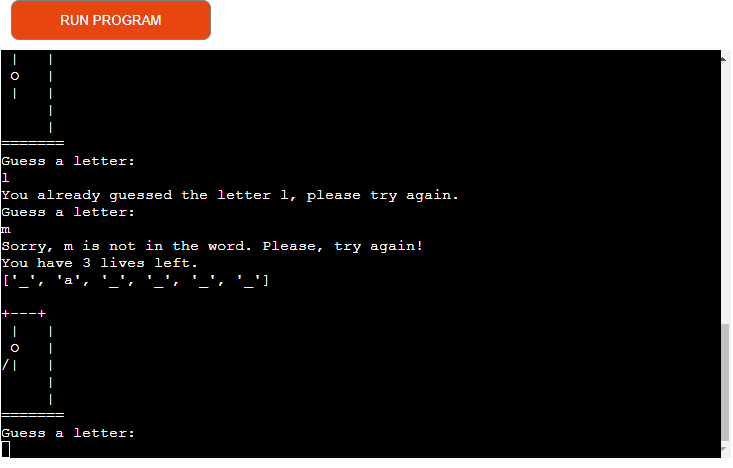 RUN PROGRAM
 |   |
 O   |
 |   |
     |
     |
=======
Guess a letter:
l
You already guessed the letter l, please try again.
Guess a letter:
m
Sorry, m is not in the word. Please, try again!
You have 3 lives left.
['_', 'a', '_', '_', '_', '_']
+---+
 |   |
 O   |
/|   |
     |
     |
=======
Guess a letter: